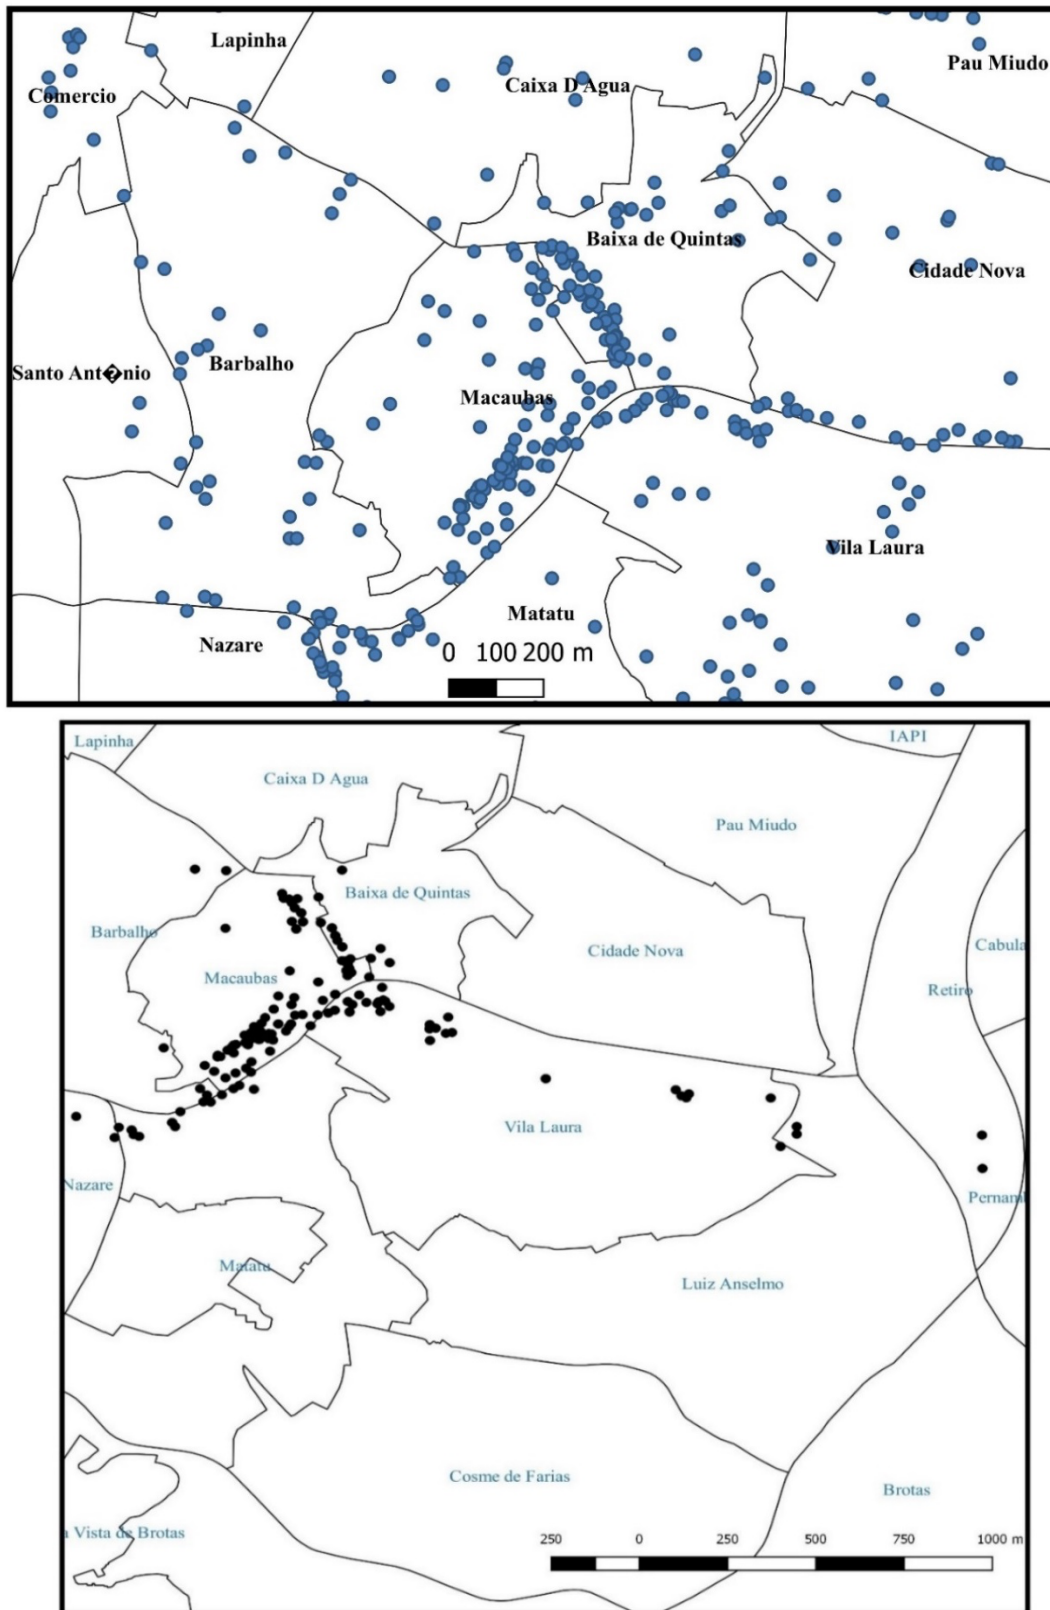 Lapinha
Pau Miudo
Caixa D Agua
Comercio
Baixa de Quintas
Cidade Nova
Santo Ant�nio
Barbalho
Macaubas
Vila Laura
Matatu
Nazare
0 100 200 m
Lapinha
IAPI
Caixa D Agua
Pau Miudo
Baixa de Quintas
Barbalho
Cidade Nova
Cabula
Macaubas
Retiro
Vila Laura
Nazare
Pernaml
Matatu
Luiz Anselmo
Cosme de Farias
Brotas
a Vista de Brotas
250 0 250 500 750 1000 m